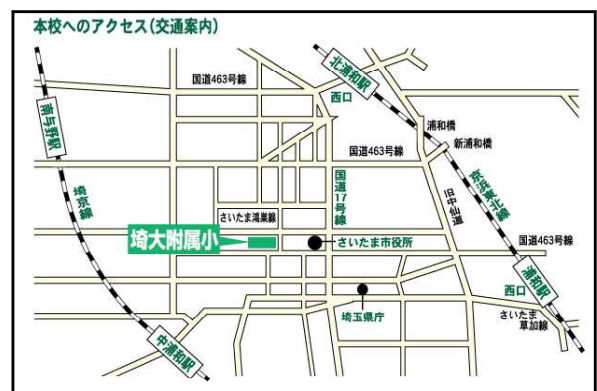 本校へのアクセス(交通案内)
国道463号線
北浦和駅
西口
南与野駅
浦和橋
新浦和橋
国道463号線
埼京線
国道17号線
旧中仙道
京浜東北線
さいたま鴻巣線
埼大附属小
さいたま市役所
国道463号線
浦和駅
西口
埼玉県庁
さいたま
草加線
中浦和駅